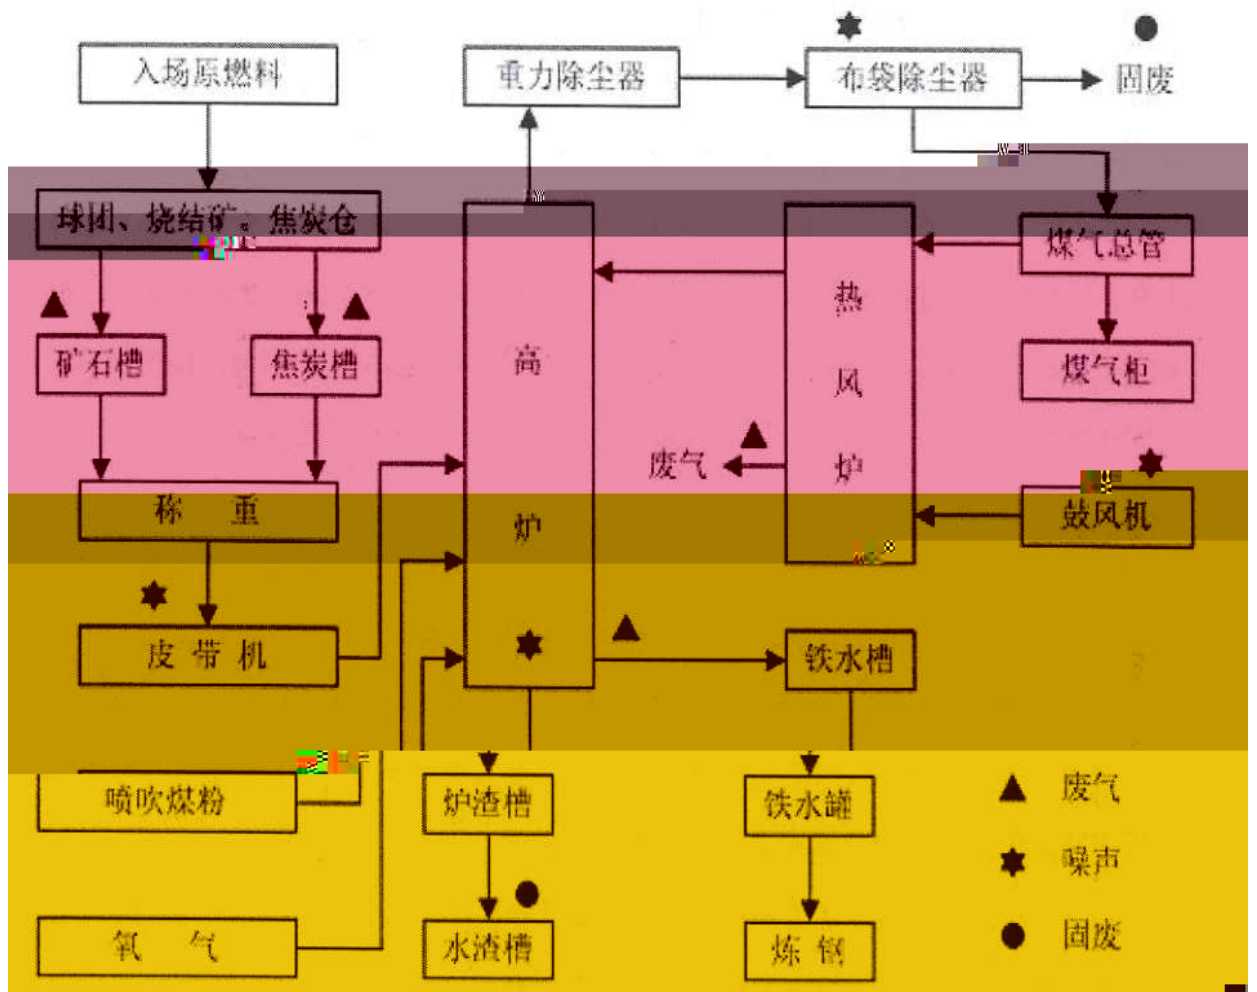 入场原燃料
重力除尘器
布袋除尘器
固废
球团、烧结矿。焦炭仓
煤气总管
热风炉
高炉
矿石槽
焦炭槽
煤气柜
废气
称 重
鼓风机
皮带机
铁水槽
喷吹煤粉
炉渣槽
铁水罐
废气
噪声
氧 气
水渣槽
炼钢
固废